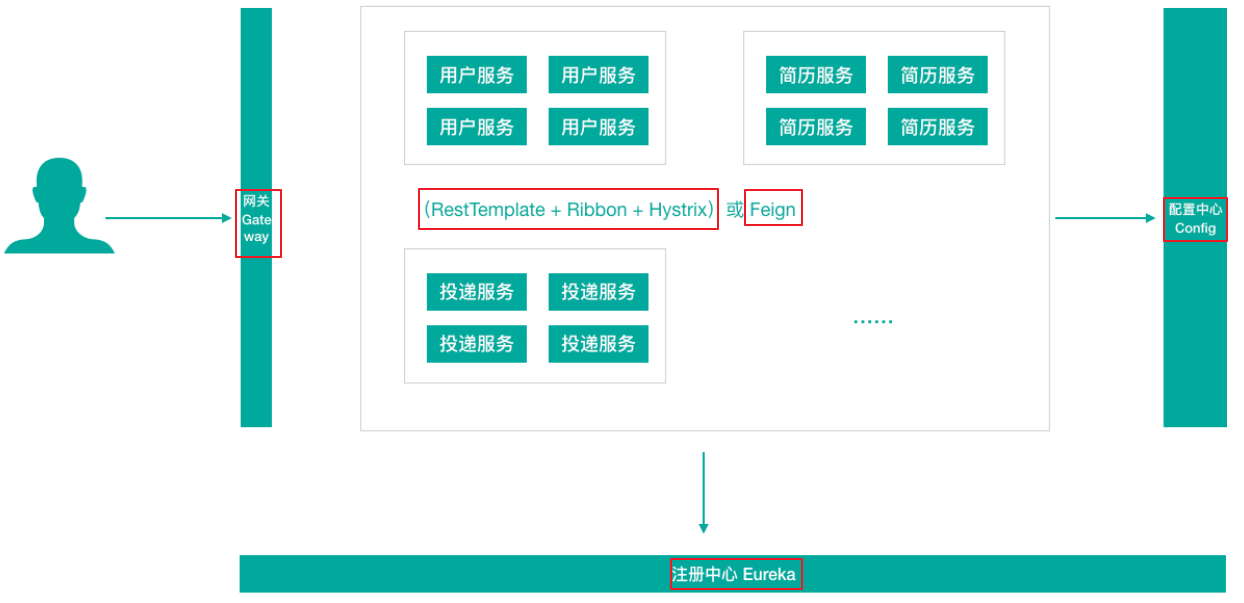 用户服务 用户服务
用户服务 用户服务
简历服务 简历服务
简历服务 简历服务
网关
Gate
way
(RestTemplate + Ribbon + Hystrix) 或 Feign
配置中心
Config
投递服务 投递服务
投递服务 投递服务
......
注册中心 Eureka